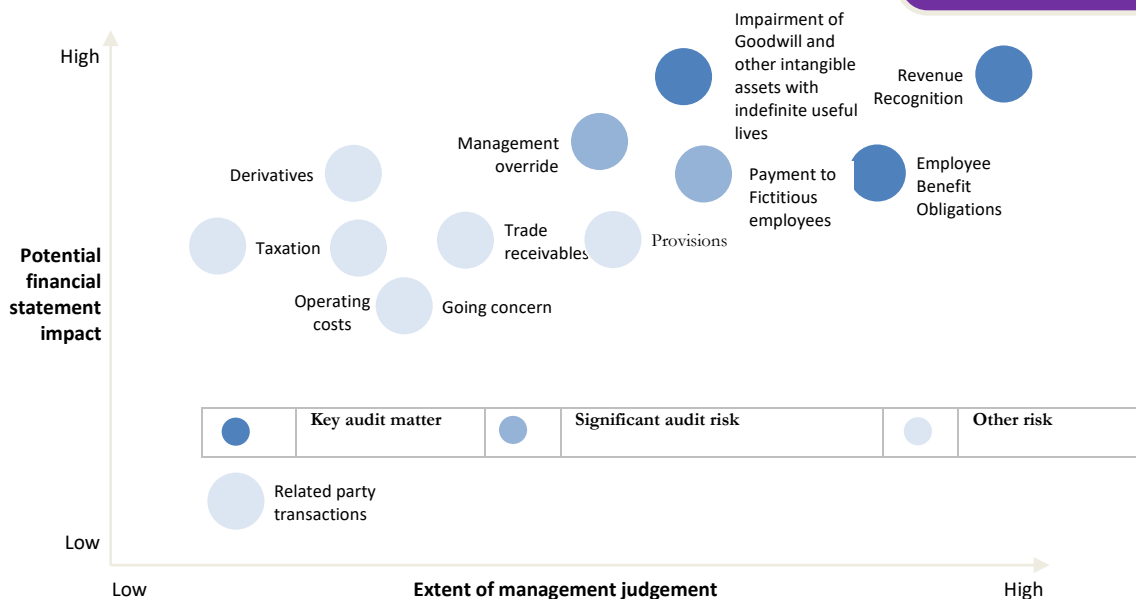 High
Impairment of
Goodwill and
other intangible
assets with
indefinite useful
lives
Revenue
Recognition
Management
override
Derivatives
Payment to
Fictitious
employees
Employee
Benefit
Obligations
Potential
financial
statement
impact
Taxation
Trade
receivables
Provisions
Operating
costs
Going concern
Key audit matter
Significant audit risk
Other risk
Related party
transactions
Low
Low
Extent of management judgement
High